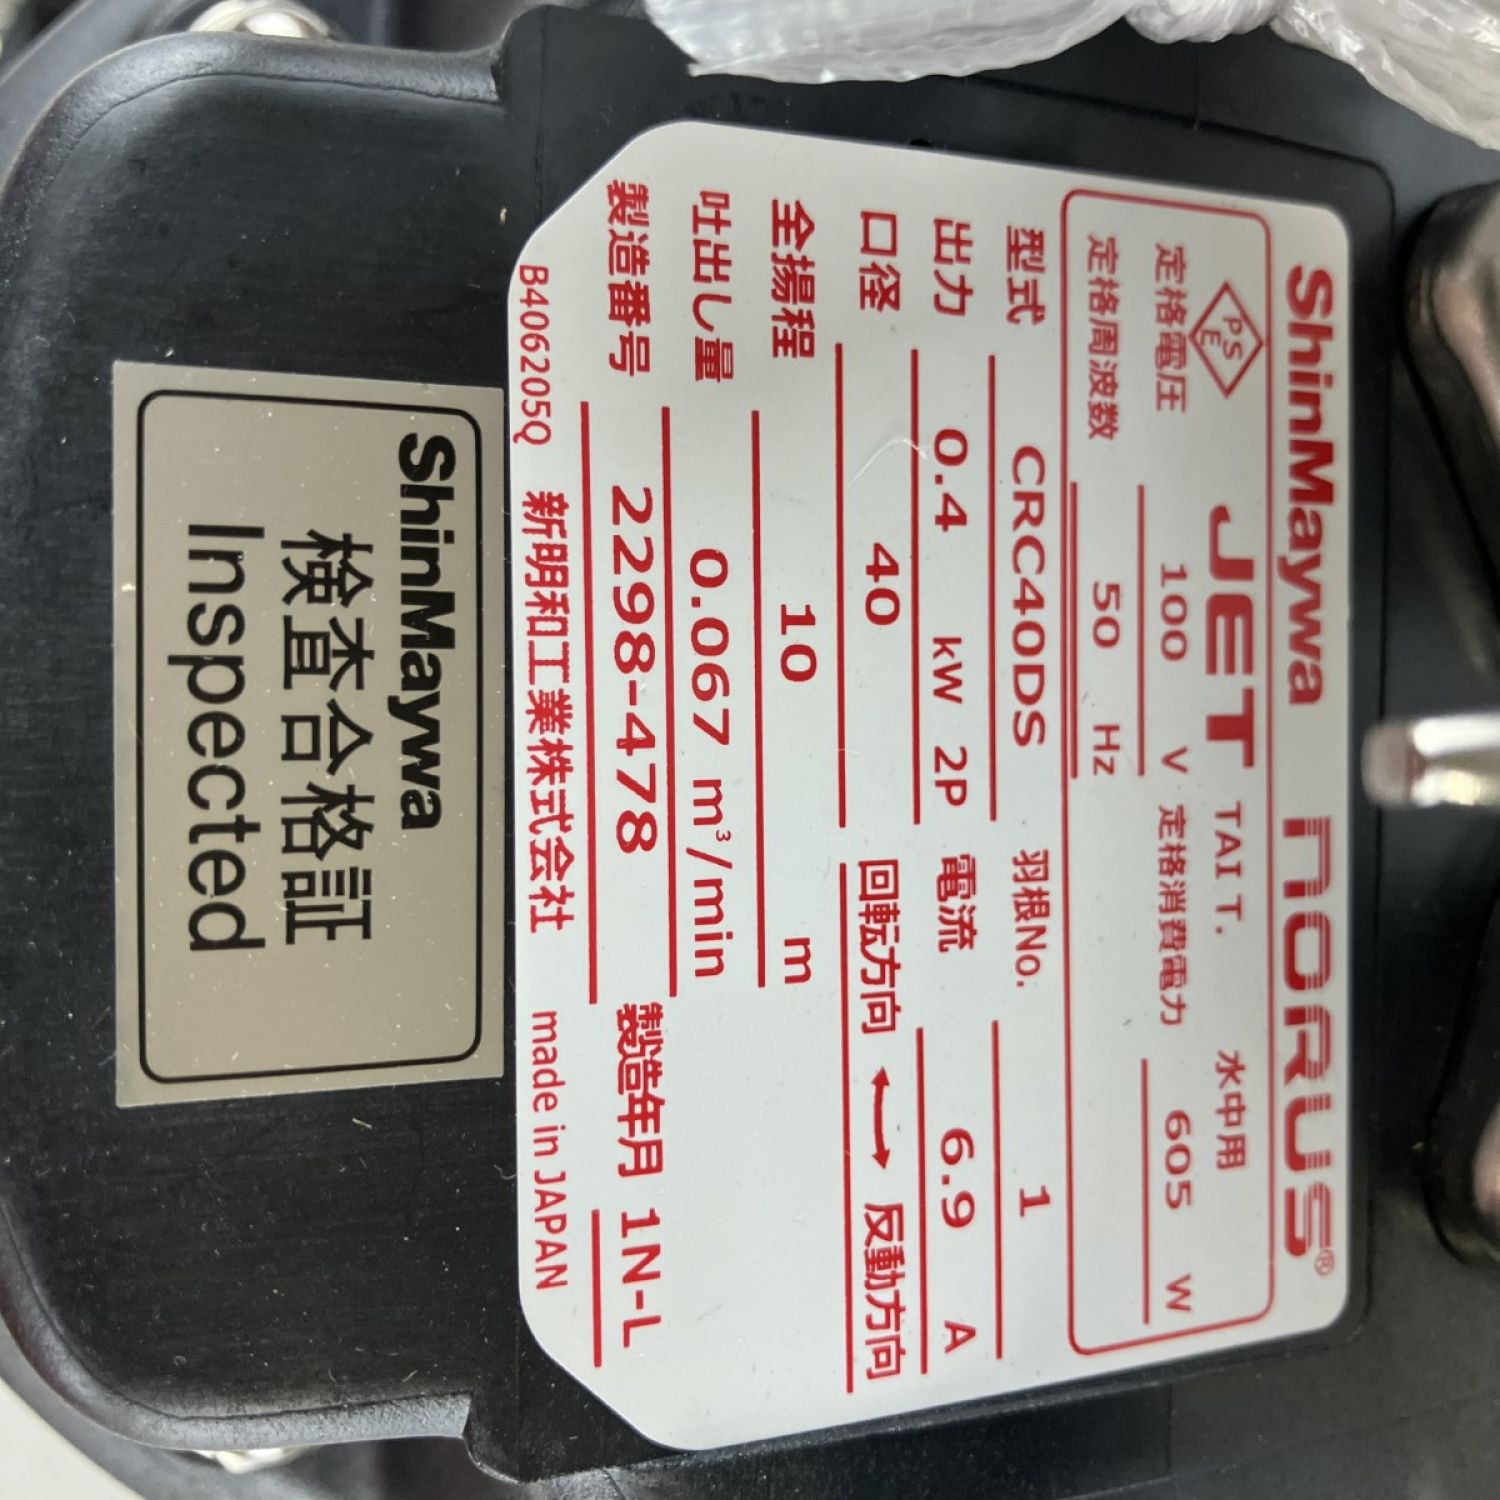 ShinMaywa norus®
PSE JET TAI T. 水中用
定格電圧 100 V 定格消費電力 605 W
定格周波数 50 Hz
型式 CRC40DS 羽根No. 1
出力 0.4 kW 2P 電流 6.9 A
口径 40 回転方向 ←→ 反動方向
全揚程 10 m
吐出し量 0.067 m³/min
製造番号 2298-478 製造年月 1N-L
B406205Q 新明和工業株式会社 made in JAPAN
ShinMaywa
検査合格証
Inspected